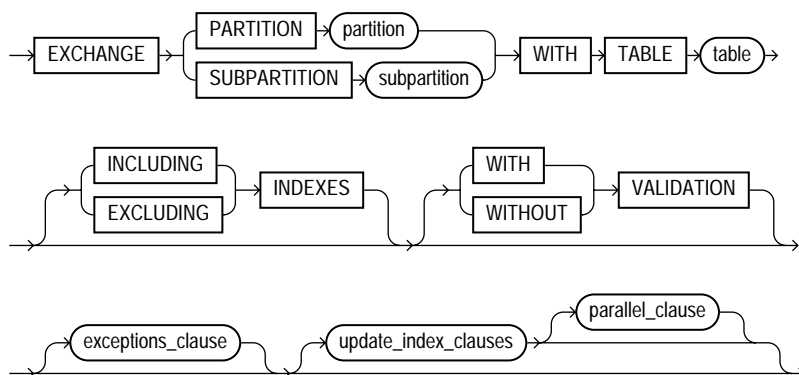 EXCHANGE PARTITION partition WITH TABLE table
SUBPARTITION subpartition
INCLUDING INDEXES WITH VALIDATION
EXCLUDING WITHOUT
parallel_clause
exceptions_clause update_index_clauses